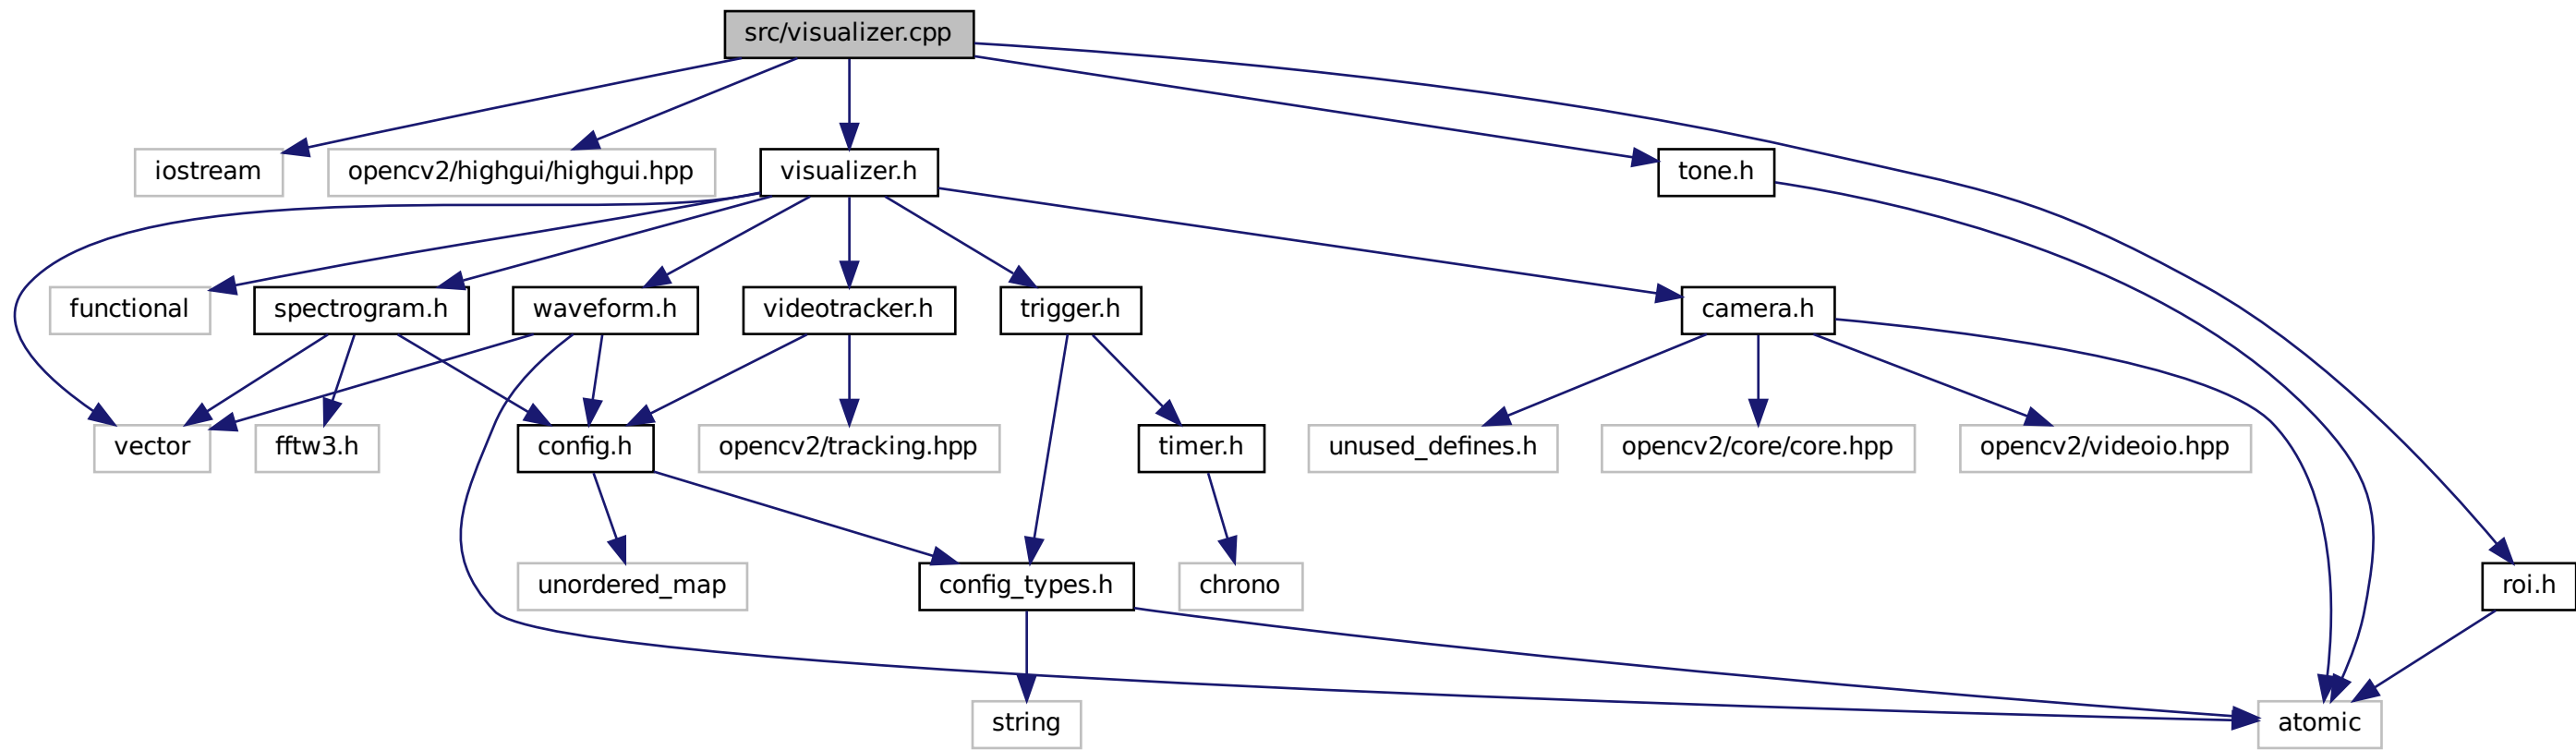 src/visualizer.cpp
iostream
opencv2/highgui/highgui.hpp
visualizer.h
tone.h
functional
spectrogram.h
waveform.h
videotracker.h
trigger.h
camera.h
vector
fftw3.h
config.h
opencv2/tracking.hpp
timer.h
unused_defines.h
opencv2/core/core.hpp
opencv2/videoio.hpp
unordered_map
config_types.h
chrono
roi.h
string
atomic